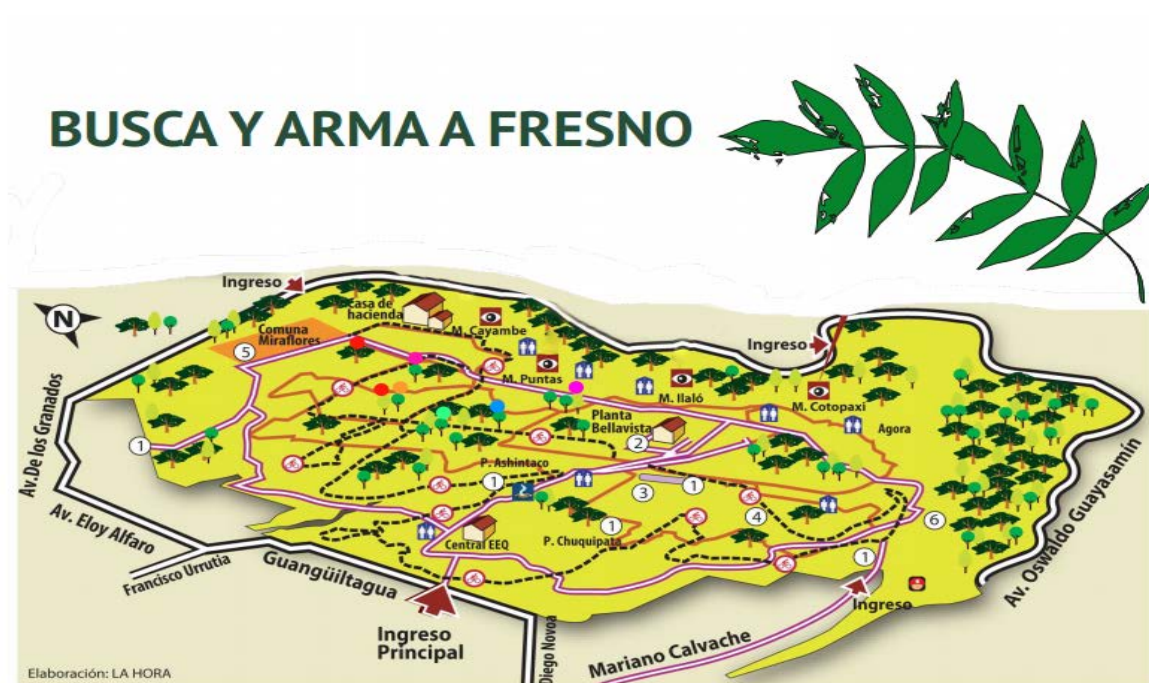 BUSCA Y ARMA A FRESNO
Ingreso
N
Casa de
hacienda
M. Cayambe
Comuna
Miraflores
5
Ingreso
M. Puntas
M. Ilaló
M. Cotopaxi
Planta
Bellavista
Agora
1
2
Av.De los Granados
P. Ashintaco
1
3
1
4
6
Av. Eloy Alfaro
1
Central EEQ
P. Chuquipata
1
Francisco Urrutia
Guangüiltagua
Av. Oswaldo Guayasamín
Ingreso
Ingreso
Principal
Diego Novoa
Mariano Calvache
Elaboración: LA HORA